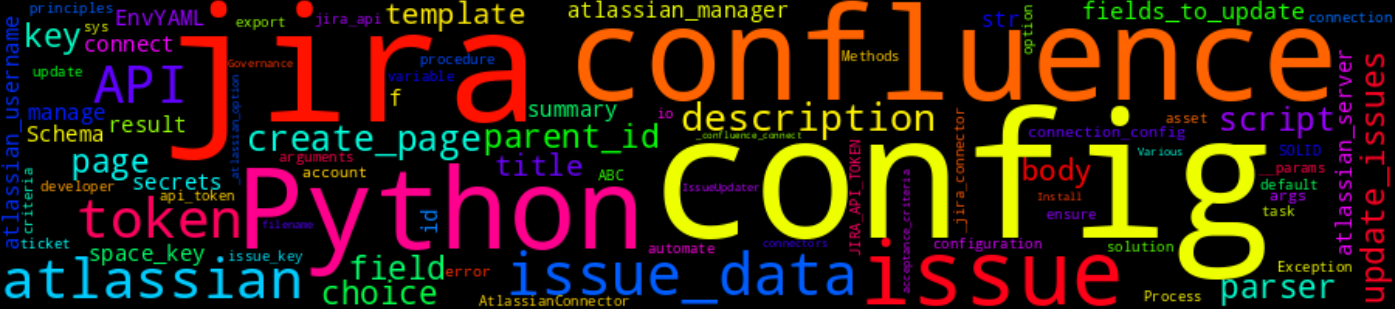 principles
EnvYAML
export
jira_api
template
atlassian_manager
str
option
fields_to_update
connection
atlassian_username
key
sys
connect
jira
confluence
Methods
update
API
Governance
procedure
variable
f
manage
Schema
result
_atlassian_option
summary
io
description
_confluence_connect
jira_connector
asset
script
connection_config
SOLID
atlassian_server
update_issues
create_page
parent_id
page
arguments
account
title
ABC
config
JIRA_API_TOKEN
Various
body
__params
default
args
task
criteria
developer
secrets
api_token
token
Python
filename
id
IssueUpdater
acceptance_criteria
Install
ensure
ticket
space_key
issue_key
automate
connectors
configuration
solution
atlassian
field
error
choice
issue_data
AtlassianConnector
issue
Exception
parser
Process